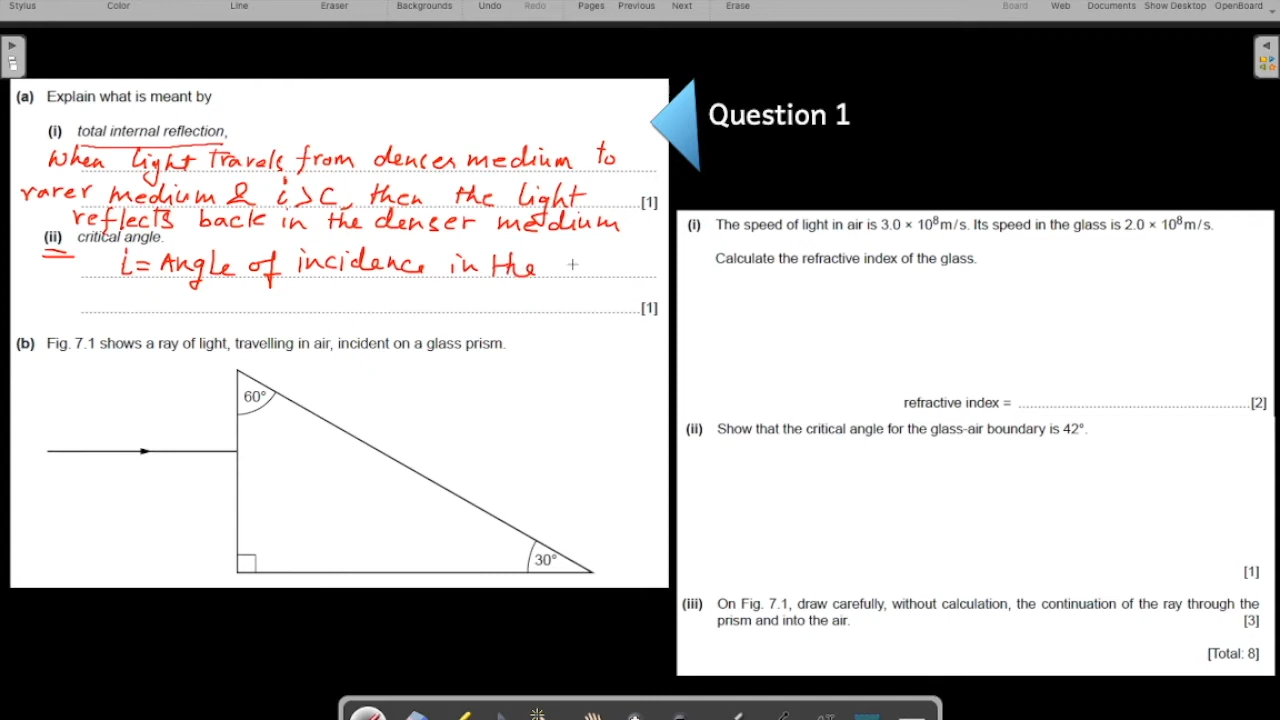 Stylus Color Line Eraser Backgrounds Undo Redo Pages Previous Next Erase Board Web Documents Show Desktop OpenBoard
(a) Explain what is meant by
(i) total internal reflection,
when light travels from denser medium to
rarer medium & i>C, then the light [1]
reflects back in the denser medium
(ii) critical angle.
i= Angle of incidence in the
[1]
(b) Fig. 7.1 shows a ray of light, travelling in air, incident on a glass prism.
60°
30°
Question 1
(i) The speed of light in air is 3.0 × 10⁸m/s. Its speed in the glass is 2.0 × 10⁸m/s.
Calculate the refractive index of the glass.
refractive index = ........................................................[2]
(ii) Show that the critical angle for the glass-air boundary is 42°.
[1]
(iii) On Fig. 7.1, draw carefully, without calculation, the continuation of the ray through the
prism and into the air. [3]
[Total: 8]